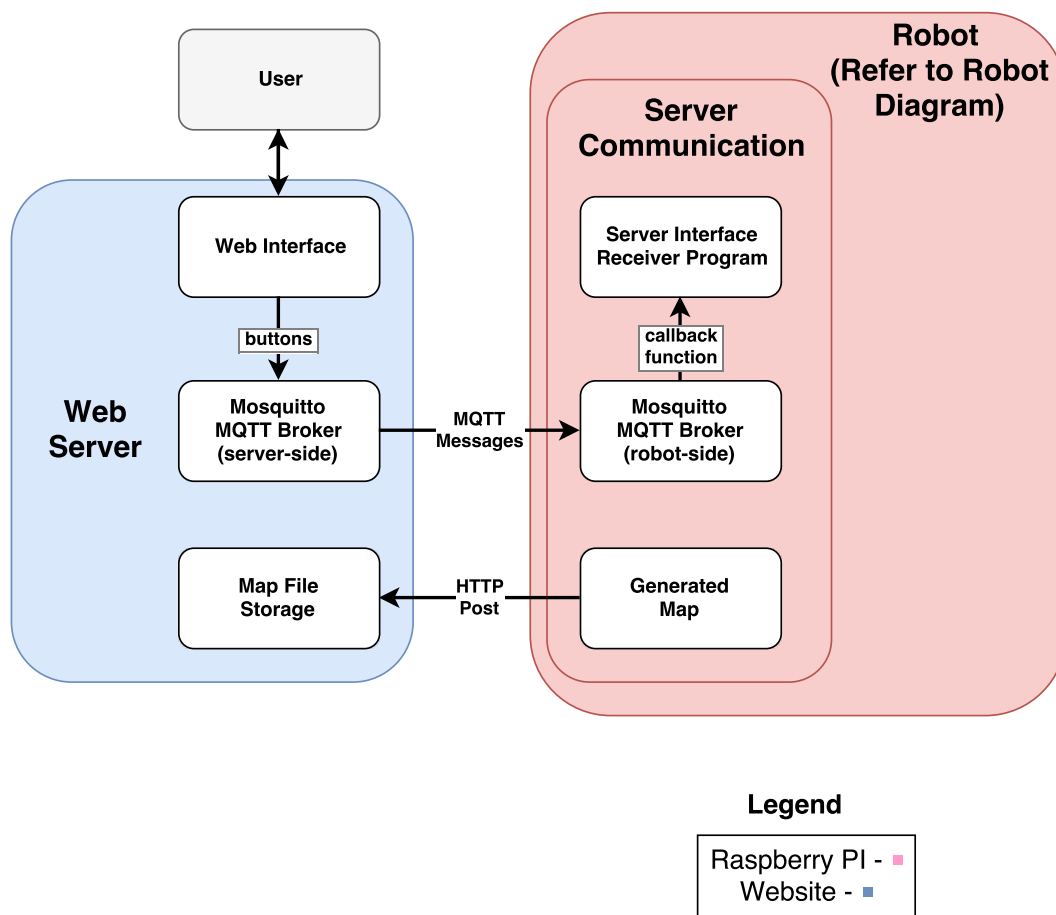 User
Robot
(Refer to Robot
Diagram)
Server
Communication
Web Interface
Server Interface
Receiver Program
buttons
callback
function
Web
Server
Mosquitto
MQTT Broker
(server-side)
MQTT
Messages
Mosquitto
MQTT Broker
(robot-side)
Map File
Storage
HTTP
Post
Generated
Map
Legend
Raspberry PI -
Website -